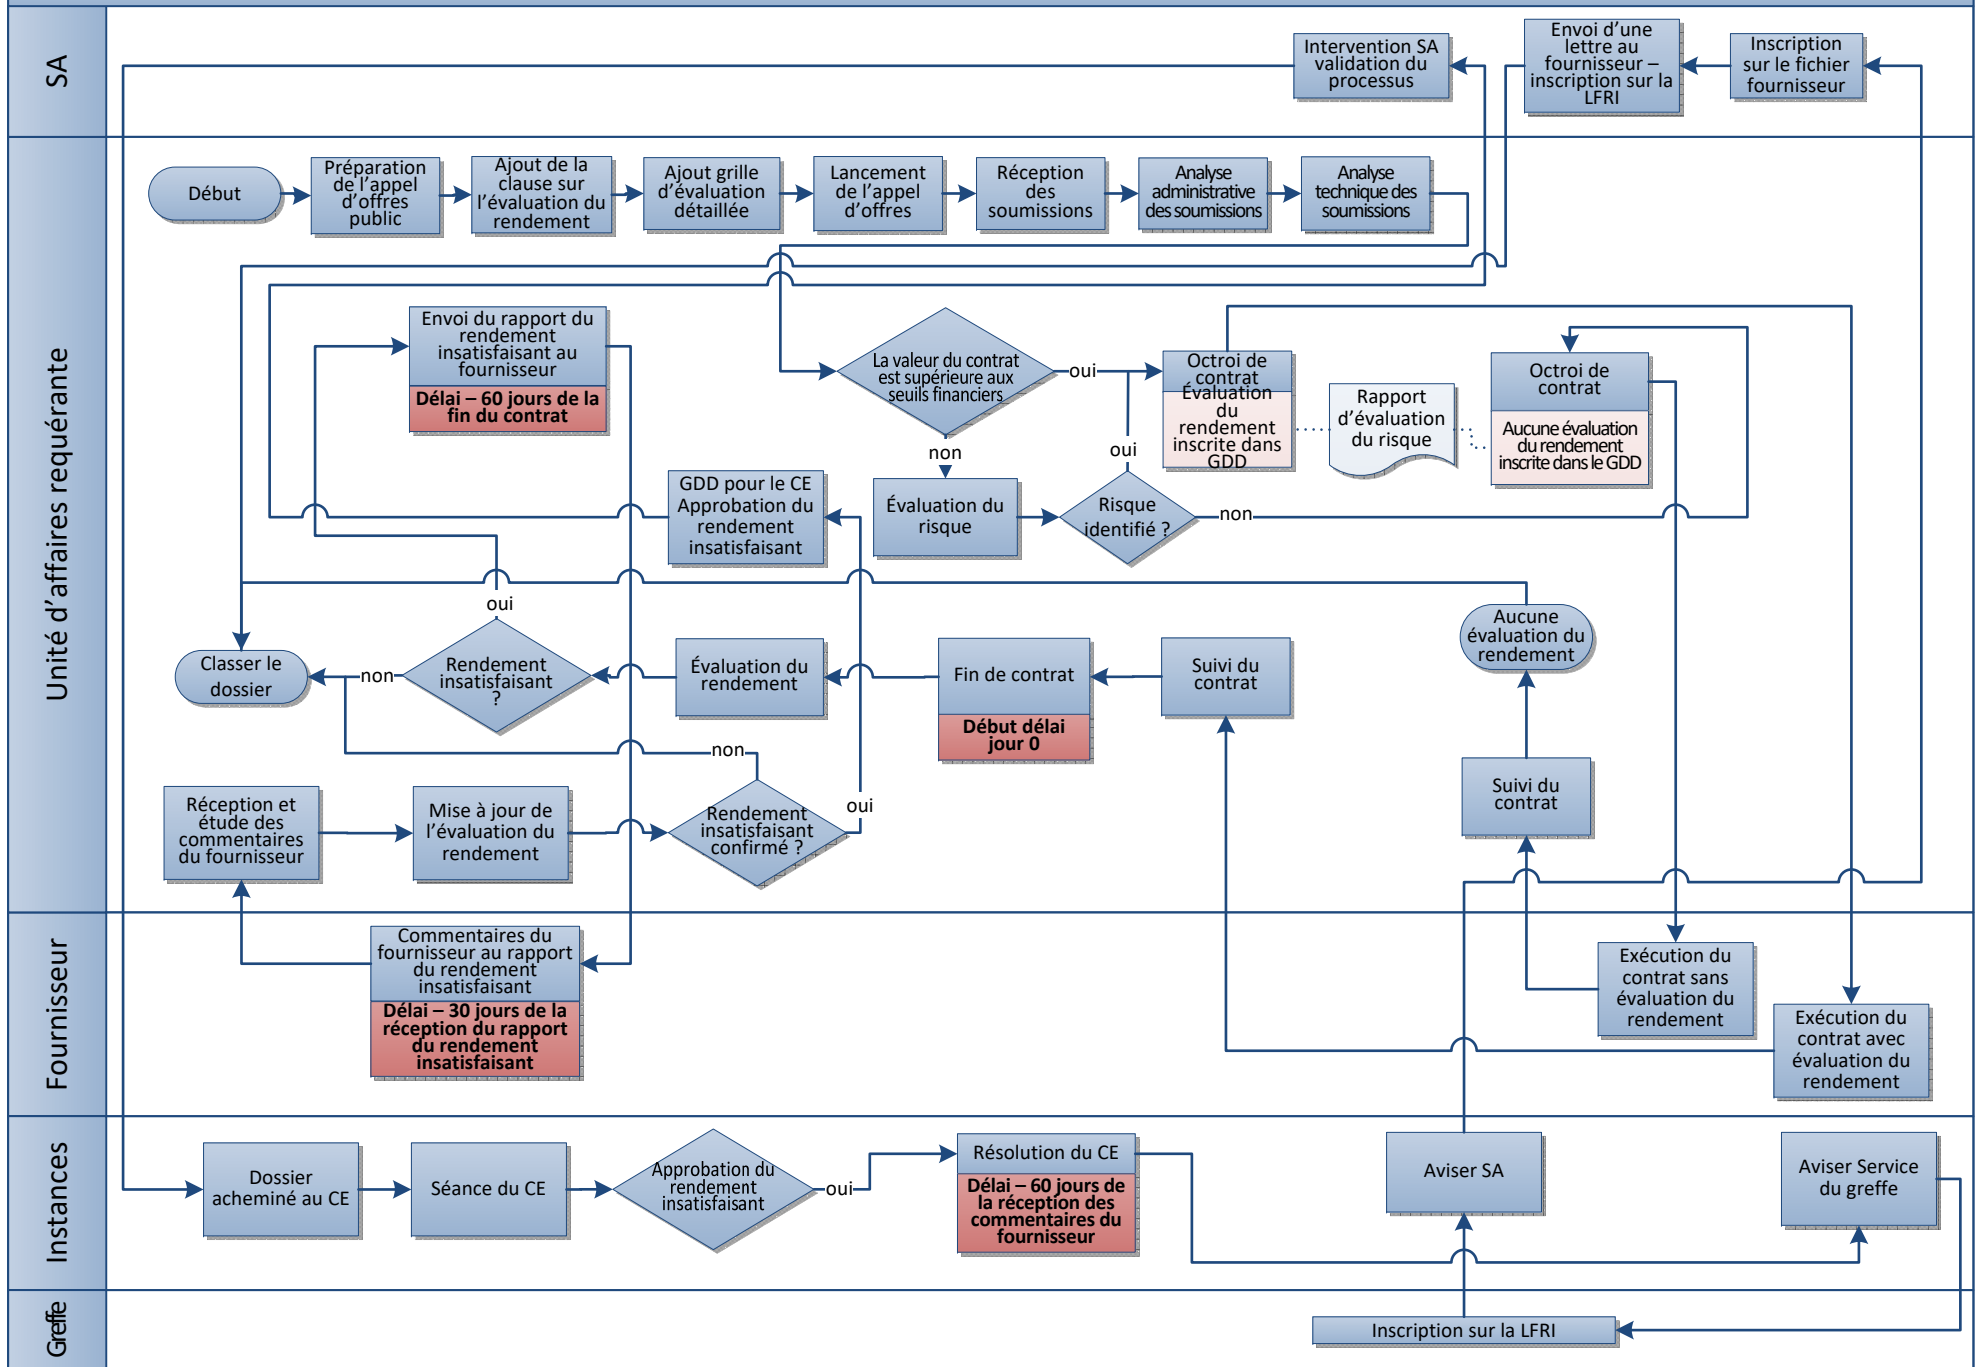 SA
Intervention SA
validation du
processus
Envoi d’une
lettre au
fournisseur –
inscription sur la
LFRI
Inscription
sur le fichier
fournisseur
Unité d’affaires requérante
Début
Préparation
de l’appel
d’offres
public
Ajout de la
clause sur
l’évaluation du
rendement
Ajout grille
d’évaluation
détaillée
Lancement
de l’appel
d’offres
Réception
des
soumissions
Analyse
administrative
des soumissions
Analyse
technique des
soumissions
Envoi du rapport du
rendement
insatisfaisant au
fournisseur
Délai – 60 jours de la
fin du contrat
La valeur du contrat
est supérieure aux
seuils financiers
oui
non
Octroi de
contrat
Évaluation
du
rendement
inscrite dans
GDD
Rapport
d’évaluation
du risque
Octroi de
contrat
Aucune évaluation
du rendement
inscrite dans le GDD
oui
GDD pour le CE
Approbation du
rendement
insatisfaisant
Évaluation du
risque
Risque
identifié ?
non
oui
Classer le
dossier
non
Rendement
insatisfaisant
?
Évaluation du
rendement
Fin de contrat
Début délai
jour 0
Suivi du
contrat
Aucune
évaluation du
rendement
non
Réception et
étude des
commentaires
du fournisseur
Mise à jour de
l’évaluation du
rendement
Rendement
insatisfaisant
confirmé ?
oui
Suivi du
contrat
Fournisseur
Commentaires du
fournisseur au rapport
du rendement
insatisfaisant
Délai – 30 jours de la
réception du rapport
du rendement
insatisfaisant
Exécution du
contrat sans
évaluation du
rendement
Exécution du
contrat avec
évaluation du
rendement
Instances
Dossier
acheminé au CE
Séance du CE
Approbation du
rendement
insatisfaisant
oui
Résolution du CE
Délai – 60 jours de
la réception des
commentaires du
fournisseur
Aviser SA
Aviser Service
du greffe
Greffe
Inscription sur la LFRI